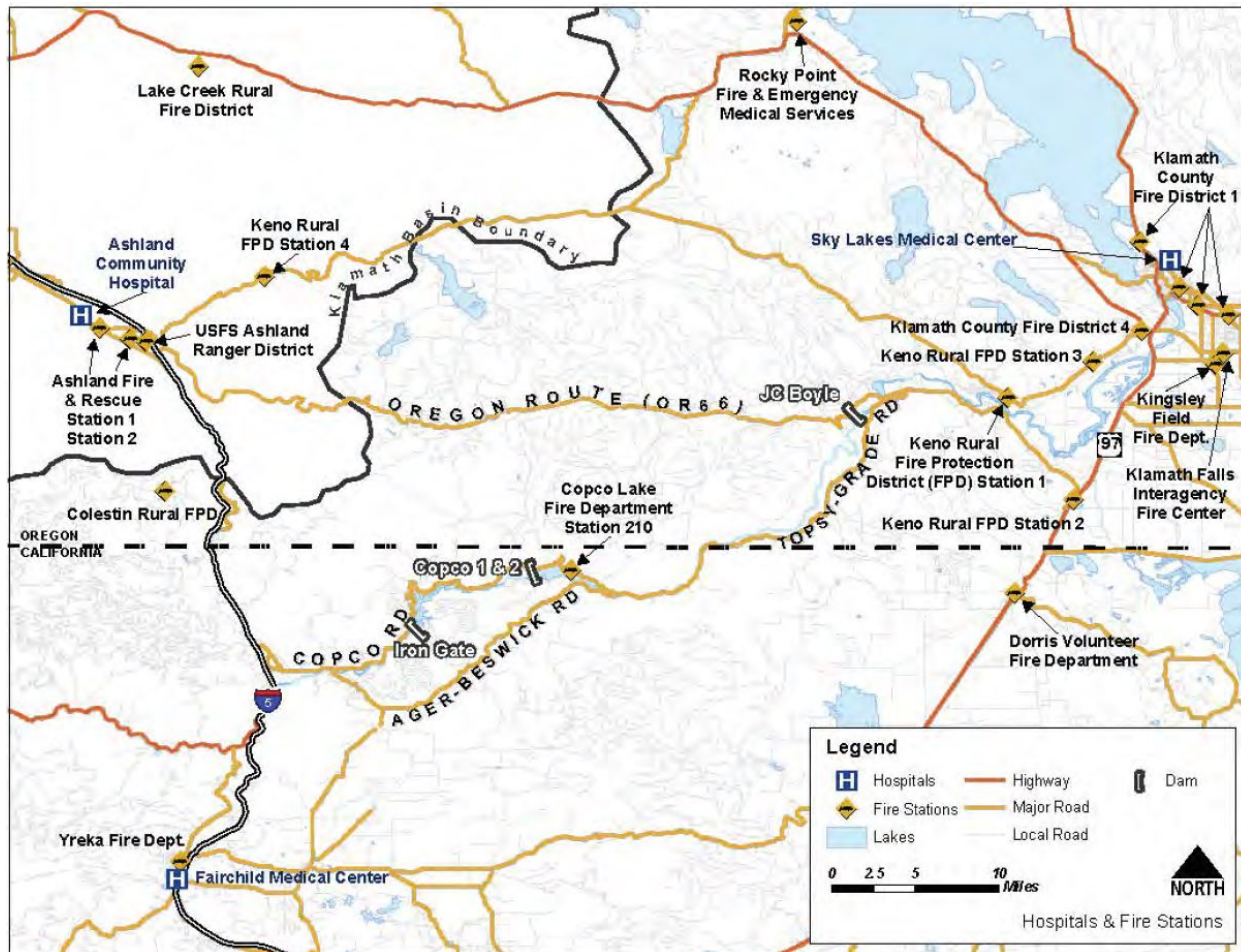 Lake Creek Rural
Fire District
Rocky Point
Fire & Emergency
Medical Services
Klamath
County
Fire District 1
Keno Rural
FPD Station 4
Klamath Basin Boundary
Ashland
Community
Hospital
H
Sky Lakes Medical Center
H
USFS Ashland
Ranger District
Klamath County Fire District 4
Keno Rural FPD Station 3
Ashland Fire
& Rescue
Station 1
Station 2
OREGON ROUTE (OR66)
JC Boyle
TOPSY-GRADE RD
Keno Rural
Fire Protection
District (FPD) Station 1
97
Kingsley
Field
Fire Dept.
Klamath Falls
Interagency
Fire Center
Colestin Rural FPD
Copco Lake
Fire Department
Station 210
Keno Rural FPD Station 2
OREGON
CALIFORNIA
Copco 1 & 2
COPCO RD
Iron Gate
AGER-BESWICK RD
Dorris Volunteer
Fire Department
5
Yreka Fire Dept.
H
Fairchild Medical Center
Legend
H Hospitals
Highway
Dam
Fire Stations
Major Road
Lakes
Local Road
0 2.5 5 10
Miles
NORTH
Hospitals & Fire Stations